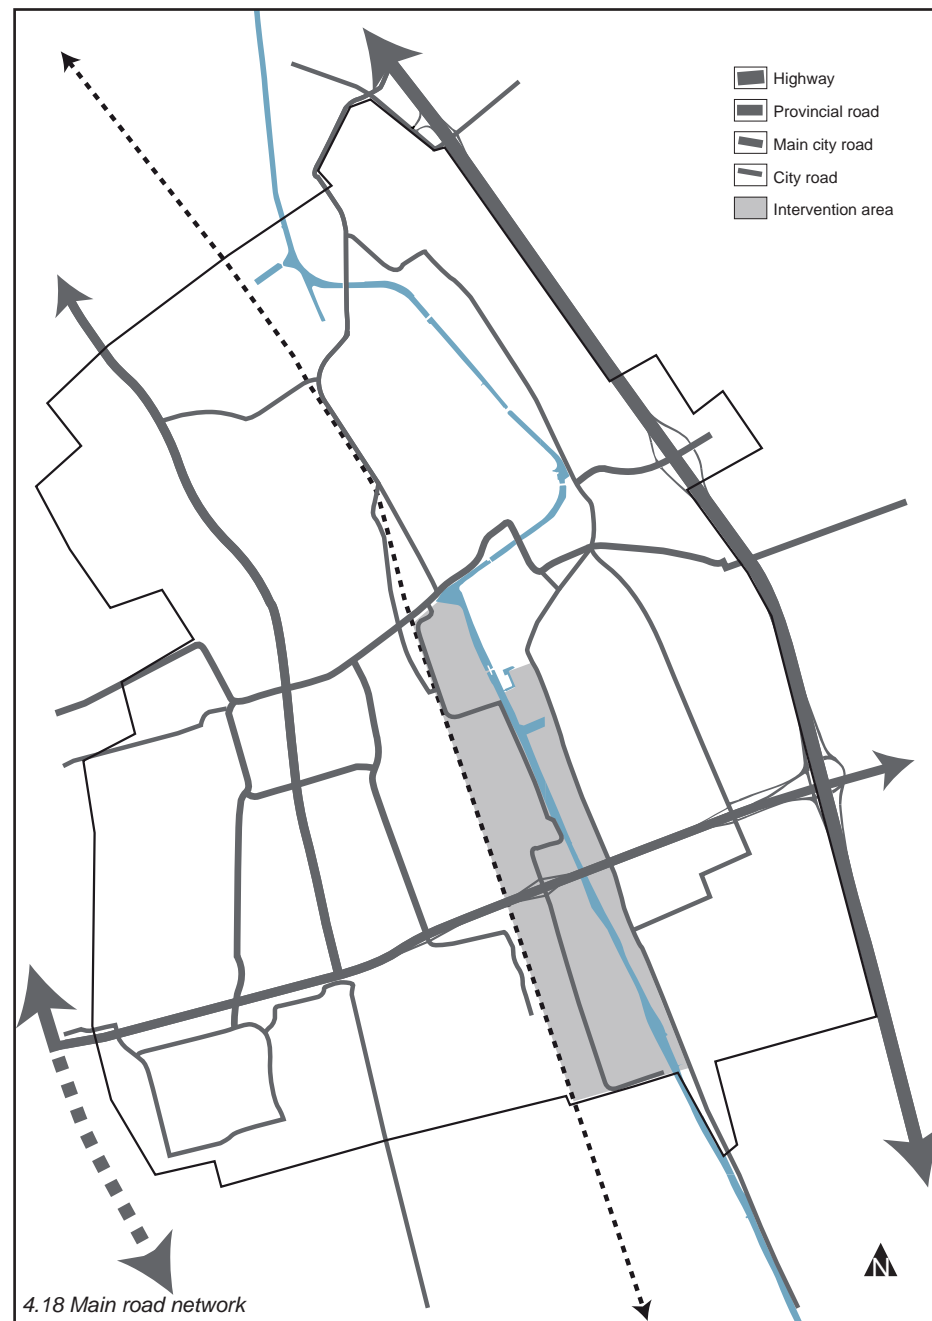 Highway
Provincial road
Main city road
City road
Intervention area
N
4.18 Main road network